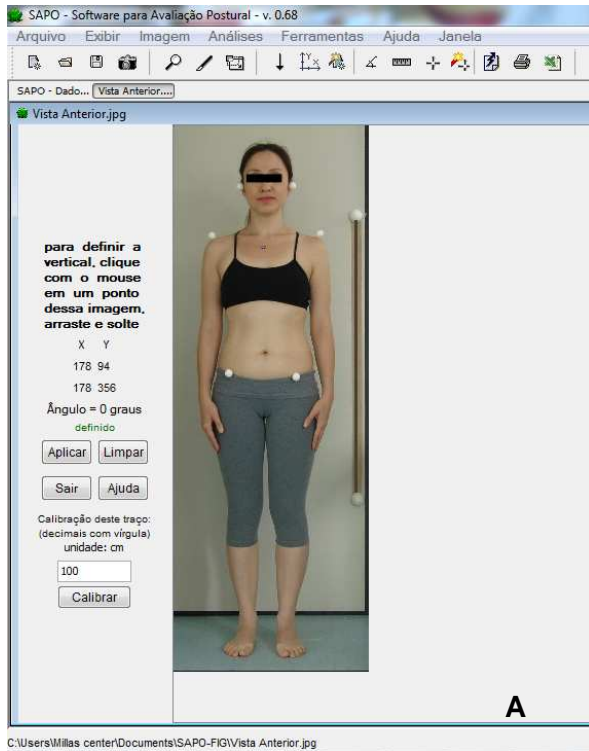 SAPO - Software para Avaliação Postural - v. 0.68
Arquivo Exibir Imagem Análises Ferramentas Ajuda Janela
SAPO - Dado... Vista Anterior....
Vista Anterior.jpg
para definir a
vertical, clique
com o mouse
em um ponto
dessa imagem,
arraste e solte
X Y
178 94
178 356
Ângulo = 0 graus
definido
Aplicar Limpar
Sair Ajuda
Calibração deste traço:
(decimais com vírgula)
unidade: cm
100
Calibrar
A
C:\Users\Millas center\Documents\SAPO-FIG\Vista Anterior.jpg